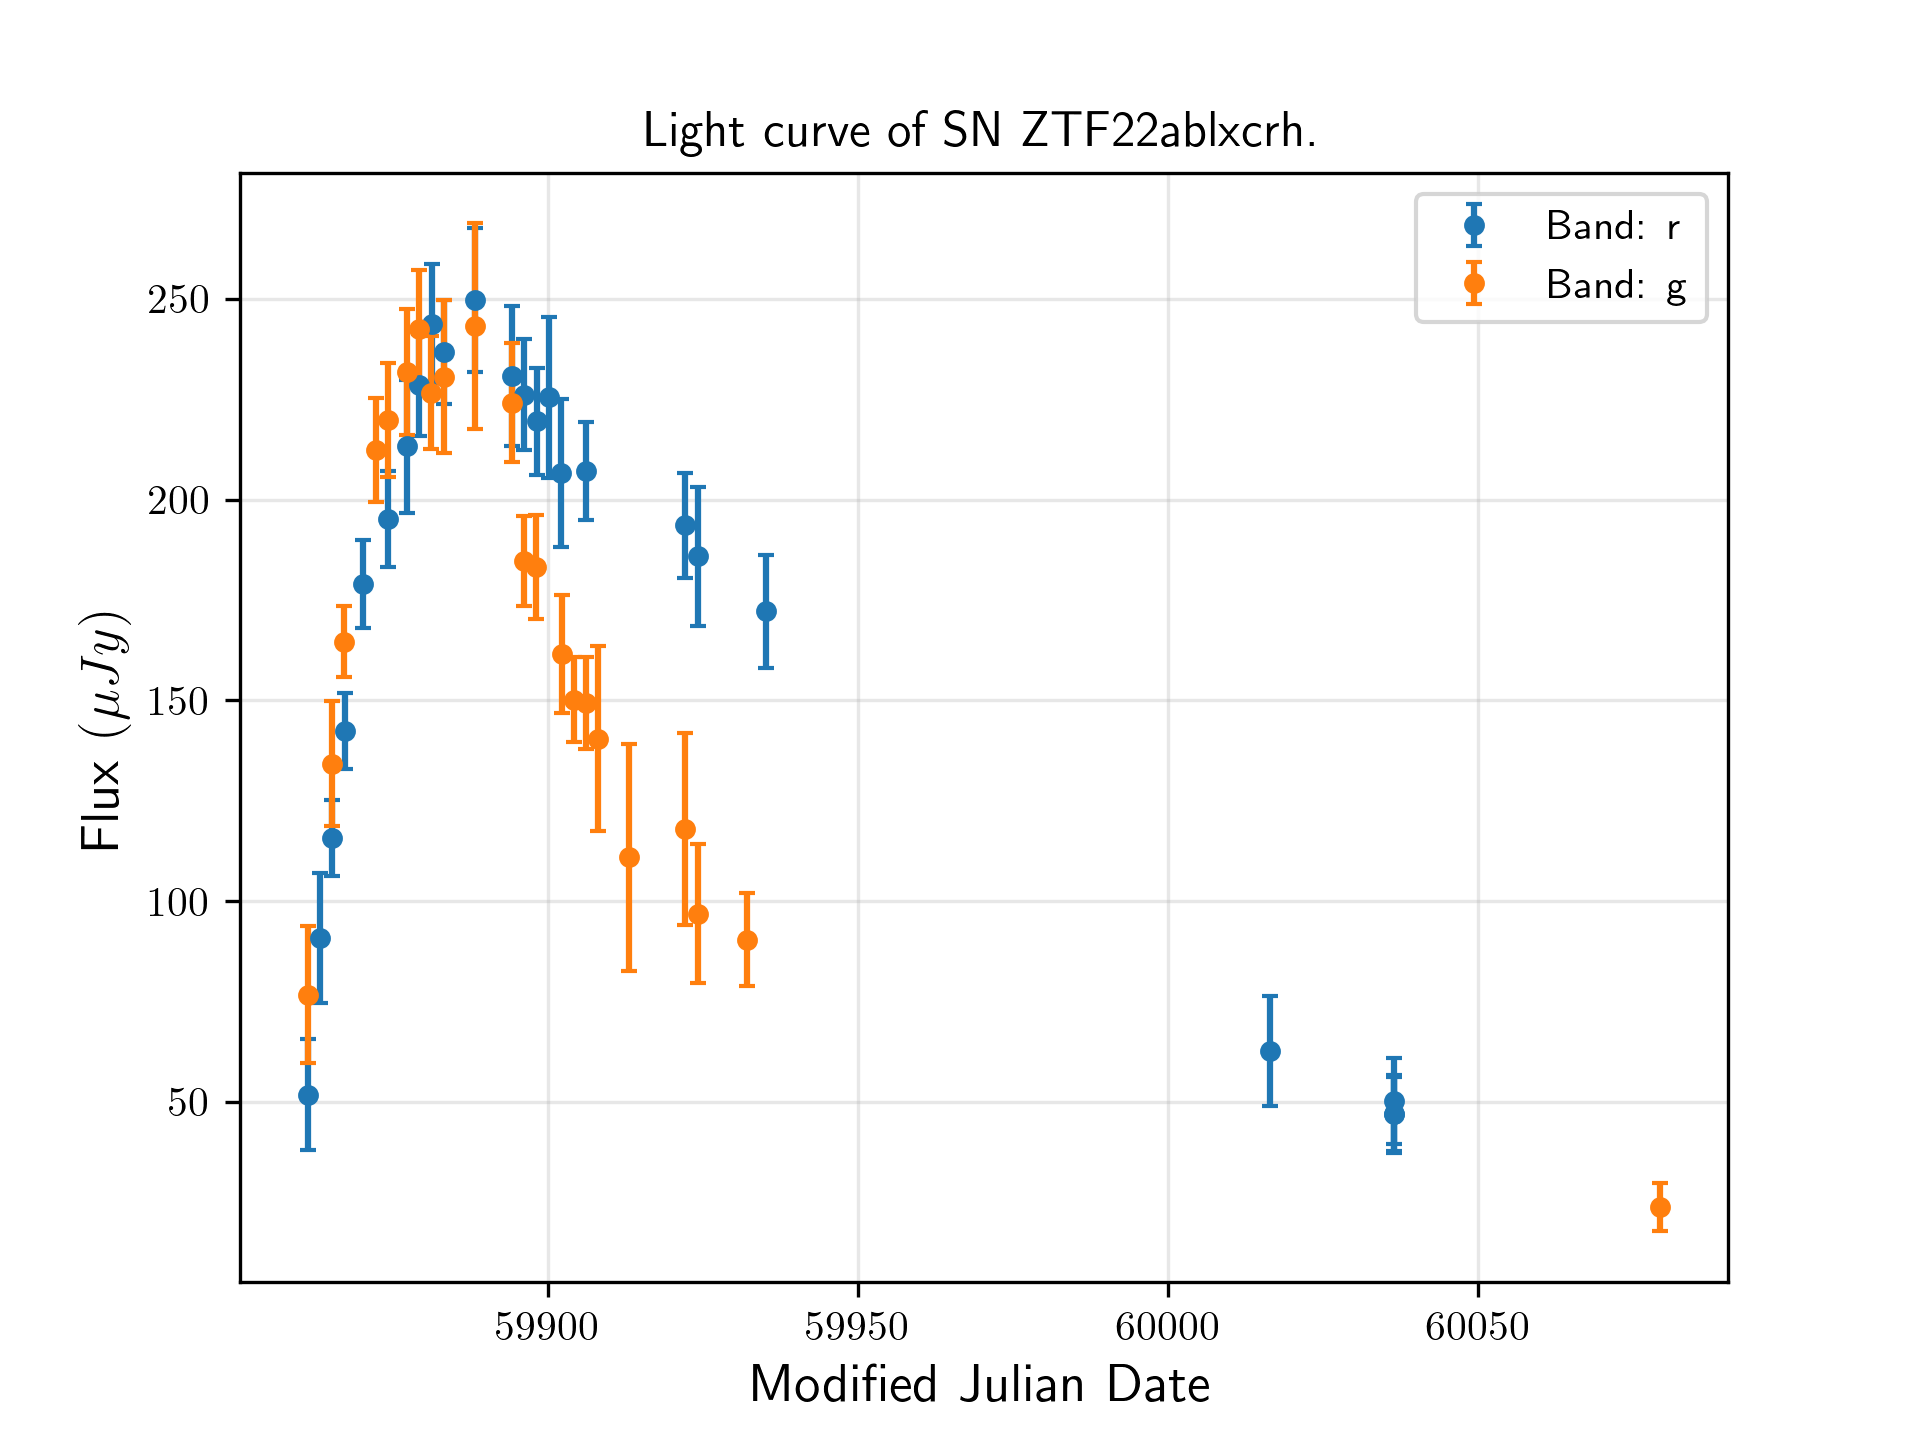 Light curve of SN ZTF22ablxcrh.
Band: r
Band: g
250
200
150
100
50
Flux (μJy)
59900 59950 60000 60050
Modified Julian Date